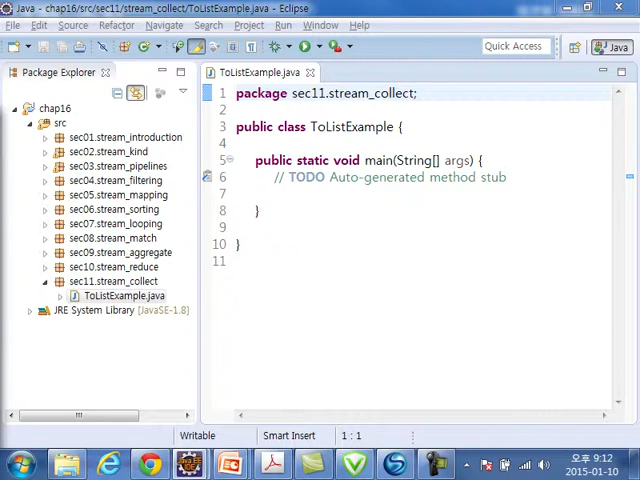 Java - chap16/src/sec11/stream_collect/ToListExample.java - Eclipse
File Edit Source Refactor Navigate Search Project Run Window Help
Quick Access
Java
Package Explorer
chap16
src
sec01.stream_introduction
sec02.stream_kind
sec03.stream_pipelines
sec04.stream_filtering
sec05.stream_mapping
sec06.stream_sorting
sec07.stream_looping
sec08.stream_match
sec09.stream_aggregate
sec10.stream_reduce
sec11.stream_collect
ToListExample.java
JRE System Library [JavaSE-1.8]
ToListExample.java
1 package sec11.stream_collect;
2
3 public class ToListExample {
4
5 public static void main(String[] args) {
6 // TODO Auto-generated method stub
7
8 }
9
10 }
11
Writable Smart Insert 1 : 1
오후 9:12
2015-01-10